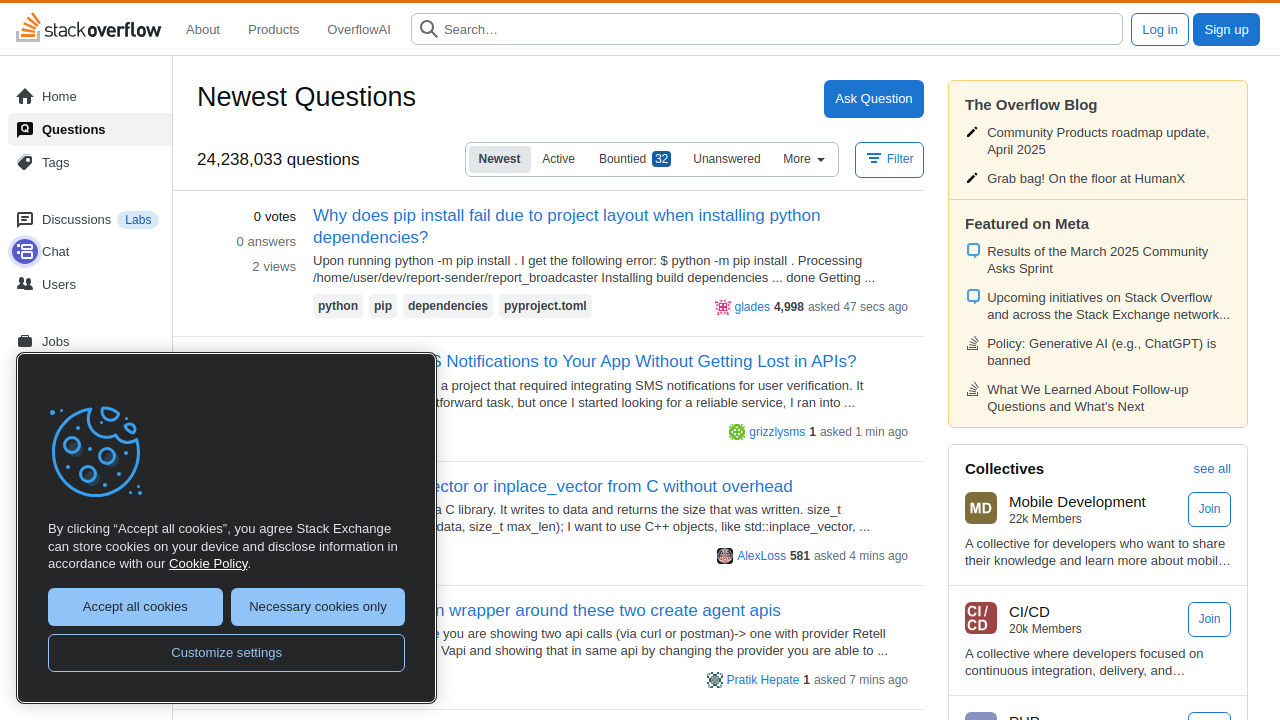 stackoverflow
About
Products
OverflowAI
Search…
Log in
Sign up
Home
Questions
Tags
Discussions
Labs
Chat
Users
Jobs
Newest Questions
Ask Question
24,238,033 questions
Newest
Active
Bountied 32
Unanswered
More
Filter
0 votes
0 answers
2 views
Why does pip install fail due to project layout when installing python
dependencies?
Upon running python -m pip install . I get the following error: $ python -m pip install . Processing
/home/user/dev/report-sender/report_broadcaster Installing build dependencies ... done Getting ...
python
pip
dependencies
pyproject.toml
glades 4,998 asked 47 secs ago
Notifications to Your App Without Getting Lost in APIs?
a project that required integrating SMS notifications for user verification. It
task, but once I started looking for a reliable service, I ran into ...
grizzlysms 1 asked 1 min ago
or inplace_vector from C without overhead
a C library. It writes to data and returns the size that was written. size_t
size_t max_len); I want to use C++ objects, like std::inplace_vector, ...
AlexLoss 581 asked 4 mins ago
wrapper around these two create agent apis
you are showing two api calls (via curl or postman)-> one with provider Retell
Vapi and showing that in same api by changing the provider you are able to ...
Pratik Hepate 1 asked 7 mins ago
By clicking “Accept all cookies”, you agree Stack Exchange
can store cookies on your device and disclose information in
accordance with our Cookie Policy.
Accept all cookies
Necessary cookies only
Customize settings
The Overflow Blog
Community Products roadmap update,
April 2025
Grab bag! On the floor at HumanX
Featured on Meta
Results of the March 2025 Community
Asks Sprint
Upcoming initiatives on Stack Overflow
and across the Stack Exchange network...
Policy: Generative AI (e.g., ChatGPT) is
banned
What We Learned About Follow-up
Questions and What's Next
Collectives
see all
MD
Mobile Development
22k Members
Join
A collective for developers who want to share
their knowledge and learn more about mobil…
CI/
CD
CI/CD
20k Members
Join
A collective where developers focused on
continuous integration, delivery, and…